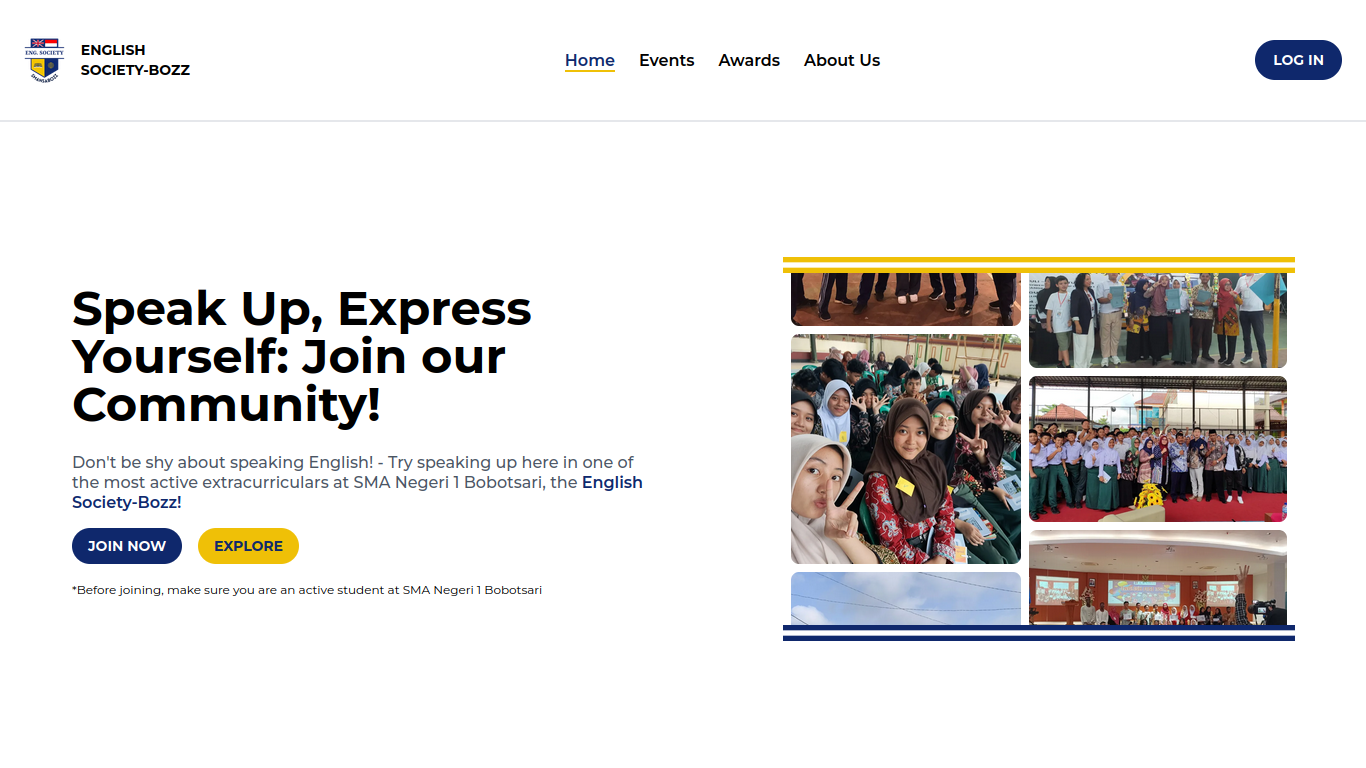 ENG. SOCIETY
SMANSABOZZ
ENGLISH
SOCIETY-BOZZ
Home
Events
Awards
About Us
LOG IN
Speak Up, Express
Yourself: Join our
Community!
Don't be shy about speaking English! - Try speaking up here in one of
the most active extracurriculars at SMA Negeri 1 Bobotsari, the English
Society-Bozz!
JOIN NOW
EXPLORE
*Before joining, make sure you are an active student at SMA Negeri 1 Bobotsari